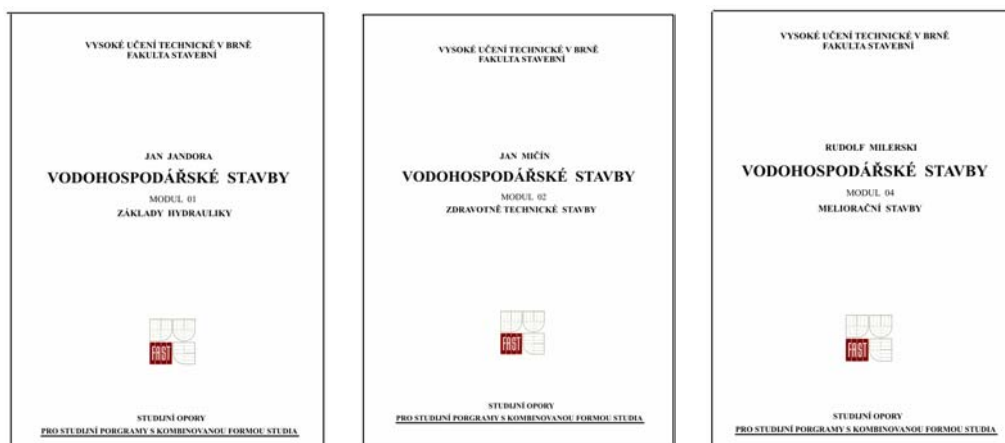 VYSOKÉ UČENÍ TECHNICKÉ V BRNĚ
FAKULTA STAVEBNÍ
JAN JANDORA
VODOHOSPODÁŘSKÉ STAVBY
MODUL 01
ZÁKLADY HYDRAULIKY
FAST
STUDIJNÍ OPORY
PRO STUDIJNÍ PORGRAMY S KOMBINOVANOU FORMOU STUDIA
VYSOKÉ UČENÍ TECHNICKÉ V BRNĚ
FAKULTA STAVEBNÍ
JAN MIČÍN
VODOHOSPODÁŘSKÉ STAVBY
MODUL 02
ZDRAVOTNĚ TECHNICKÉ STAVBY
FAST
STUDIJNÍ OPORY
PRO STUDIJNÍ PORGRAMY S KOMBINOVANOU FORMOU STUDIA
VYSOKÉ UČENÍ TECHNICKÉ V BRNĚ
FAKULTA STAVEBNÍ
RUDOLF MILERSKI
VODOHOSPODÁŘSKÉ STAVBY
MODUL 04
MELIORAČNÍ STAVBY
FAST
STUDIJNÍ OPORY
PRO STUDIJNÍ PORGRAMY S KOMBINOVANOU FORMOU STUDIA